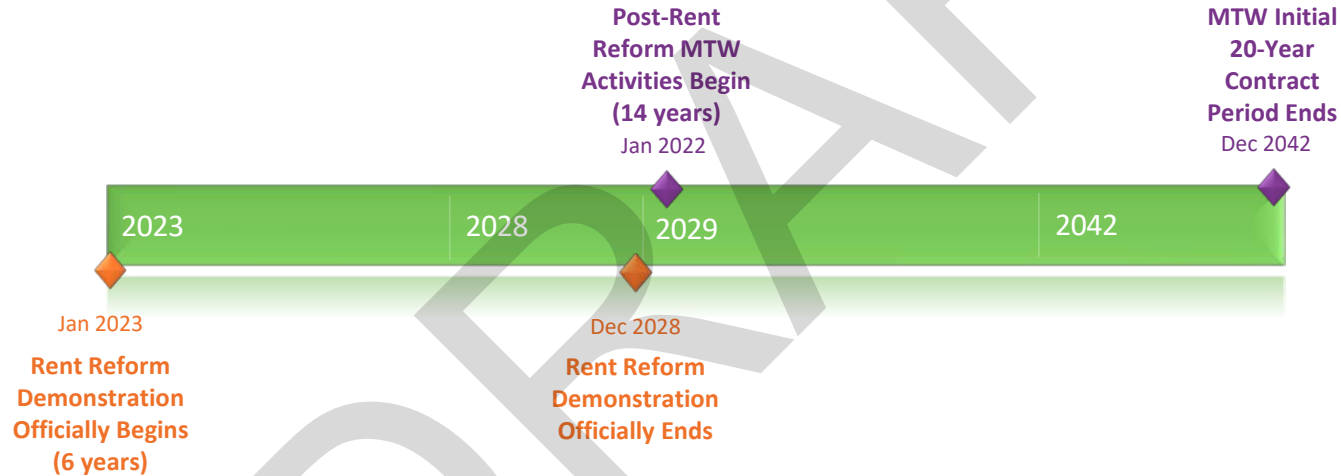 Post-Rent
Reform MTW
Activities Begin
(14 years)
Jan 2022
MTW Initial
20-Year
Contract
Period Ends
Dec 2042
2023
2028
2029
2042
Jan 2023
Rent Reform
Demonstration
Officially Begins
(6 years)
Dec 2028
Rent Reform
Demonstration
Officially Ends
DRAF